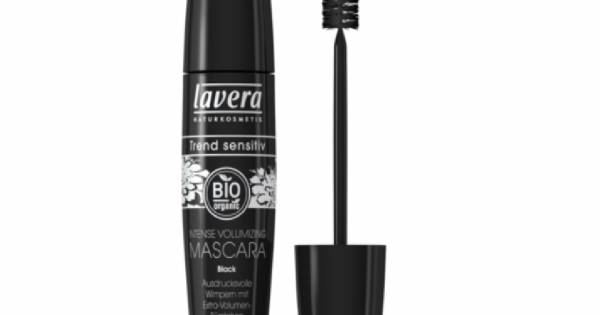 lavera
NATURKOSMETIK
Trend sensitiv
BIO
organic
INTENSE VOLUMIZING
MASCARA
Black
Ausdrucksvolle
Wimpern mit
Extra-Volumen-